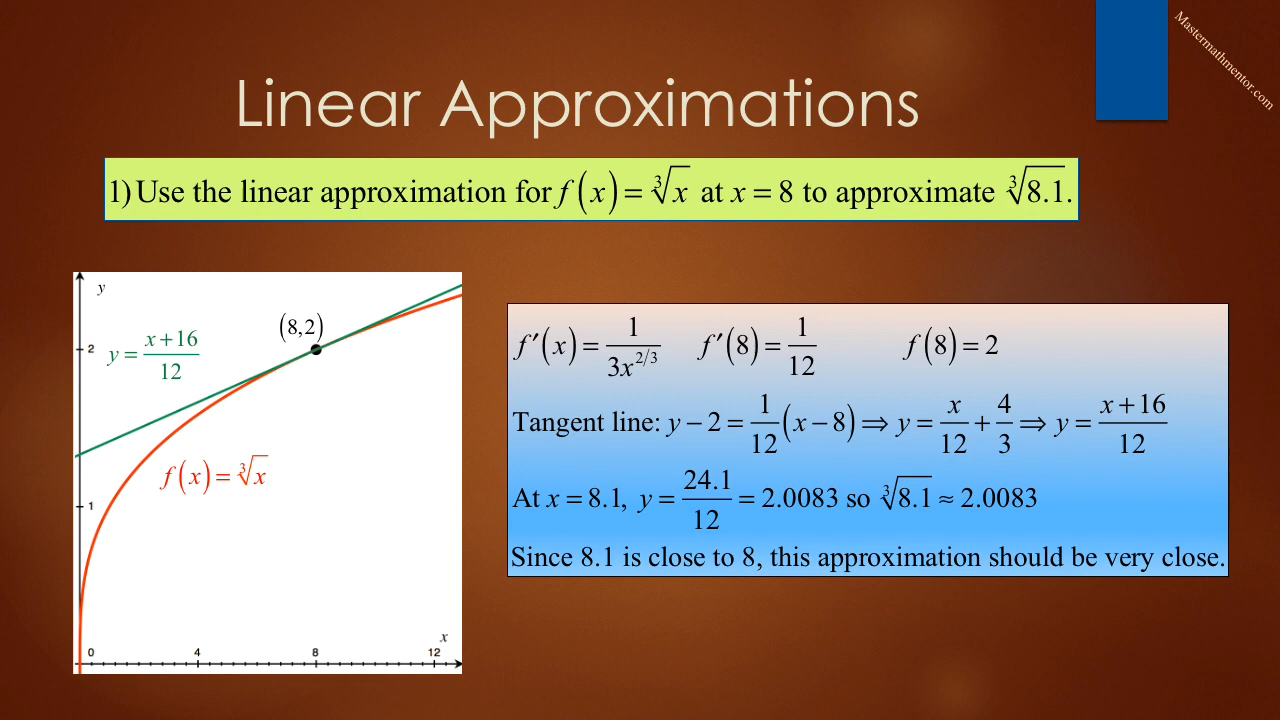 Mastermathmentor.com
Linear Approximations
1) Use the linear approximation for f(x) = ∛x at x = 8 to approximate ∛8.1.
y
(8,2)
y = (x+16)/12
2
f(x) = ∛x
1
x
0 4 8 12
f′(x) = 1/(3x^(2/3)) f′(8) = 1/12 f(8) = 2
Tangent line: y − 2 = 1/12 (x − 8) ⇒ y = x/12 + 4/3 ⇒ y = (x+16)/12
At x = 8.1, y = 24.1/12 = 2.0083 so ∛8.1 ≈ 2.0083
Since 8.1 is close to 8, this approximation should be very close.